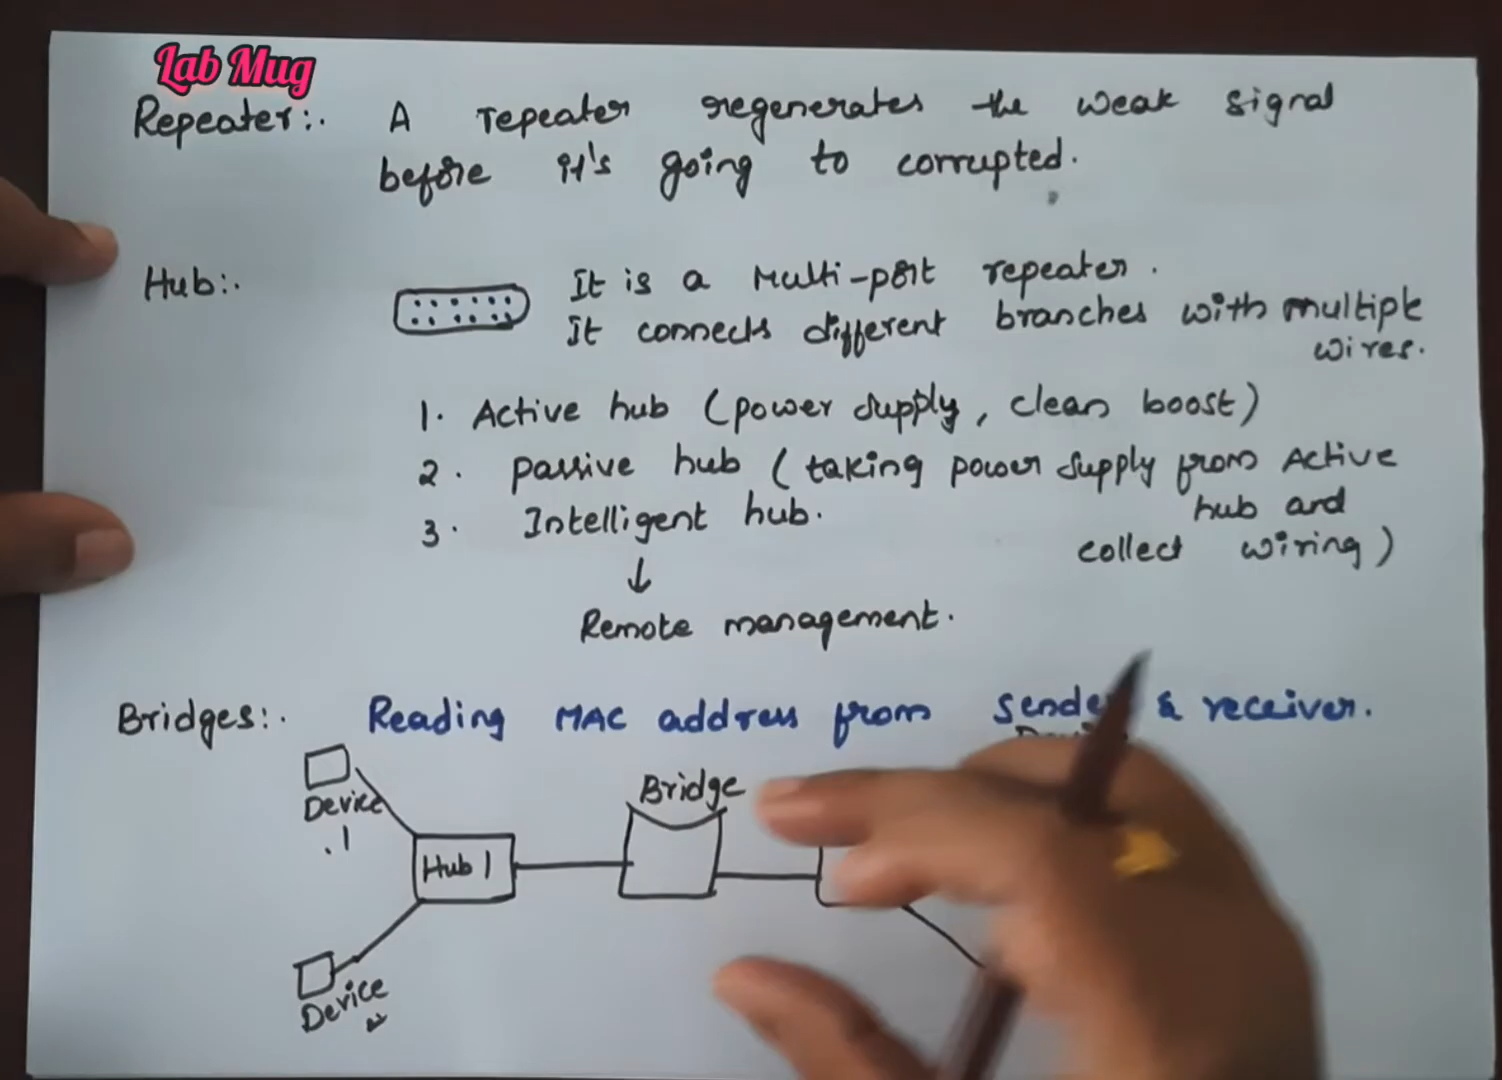 Lab Mug
Repeater:. A repeater regenerates the weak signal
before it's going to corrupted.
Hub:. It is a Multi-port repeater.
It connects different branches with multiple
wires.
1. Active hub (power supply, clean boost)
2. passive hub (taking power supply from Active
hub and
3. Intelligent hub.
collect wiring)
↓
Remote management.
Bridges:. Reading MAC address from sender & receiver.
Bridge
Device
1
Hub 1
Device
2